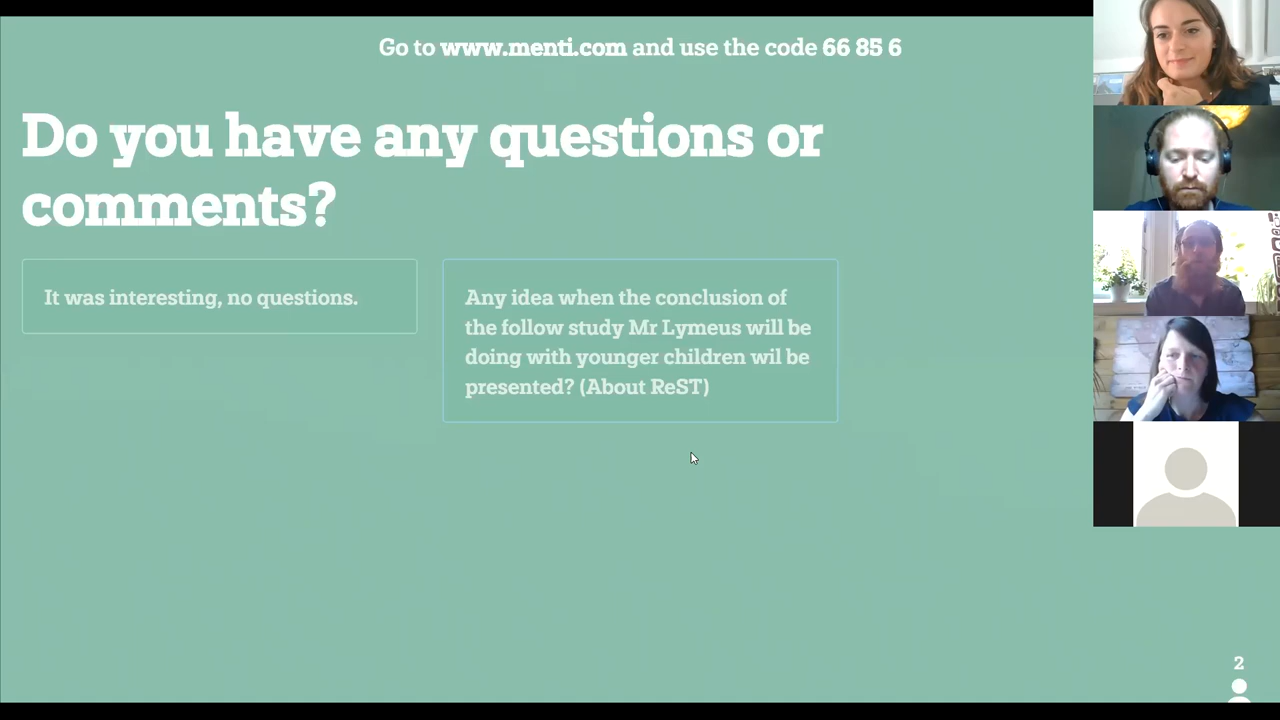 Go to www.menti.com and use the code 66 85 6
Do you have any questions or
comments?
It was interesting, no questions.
Any idea when the conclusion of
the follow study Mr Lymeus will be
doing with younger children wil be
presented? (About ReST)
2